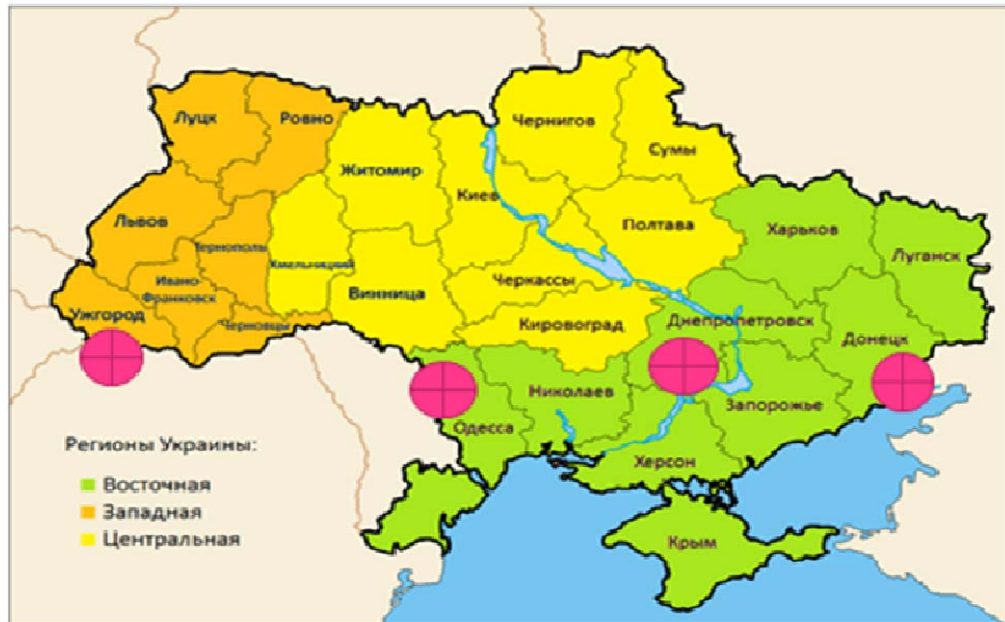 Луцк
Ровно
Чернигов
Сумы
Житомир
Киев
Львов
Тернополь
Хмельницкий
Полтава
Харьков
Луганск
Ивано-
Франковск
Винница
Черкассы
Ужгород
Черновцы
Кировоград
Днепропетровск
Донецк
Николаев
Запорожье
Одесса
Херсон
Крым
Регионы Украины:
Восточная
Западная
Центральная